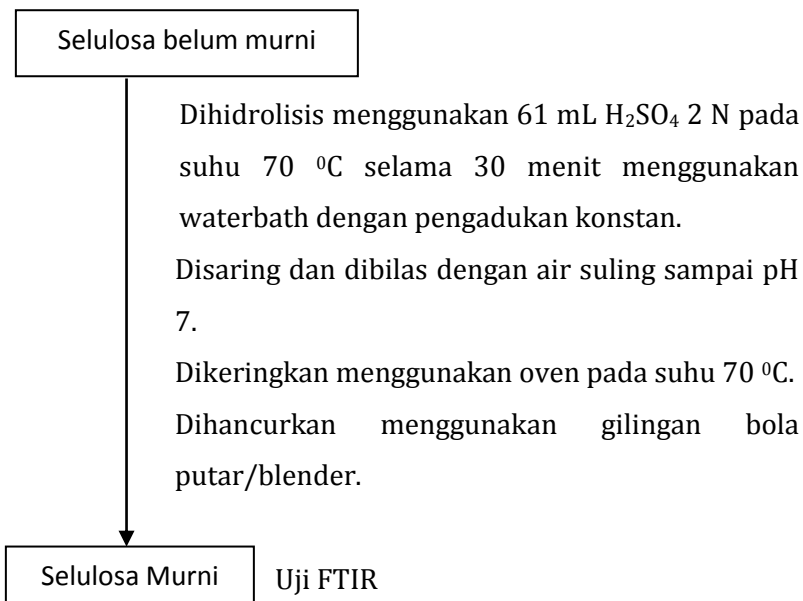 Selulosa belum murni
Dihidrolisis menggunakan 61 mL H₂SO₄ 2 N pada
suhu 70 ⁰C selama 30 menit menggunakan
waterbath dengan pengadukan konstan.
Disaring dan dibilas dengan air suling sampai pH
7.
Dikeringkan menggunakan oven pada suhu 70 ⁰C.
Dihancurkan menggunakan gilingan bola
putar/blender.
Selulosa Murni
Uji FTIR